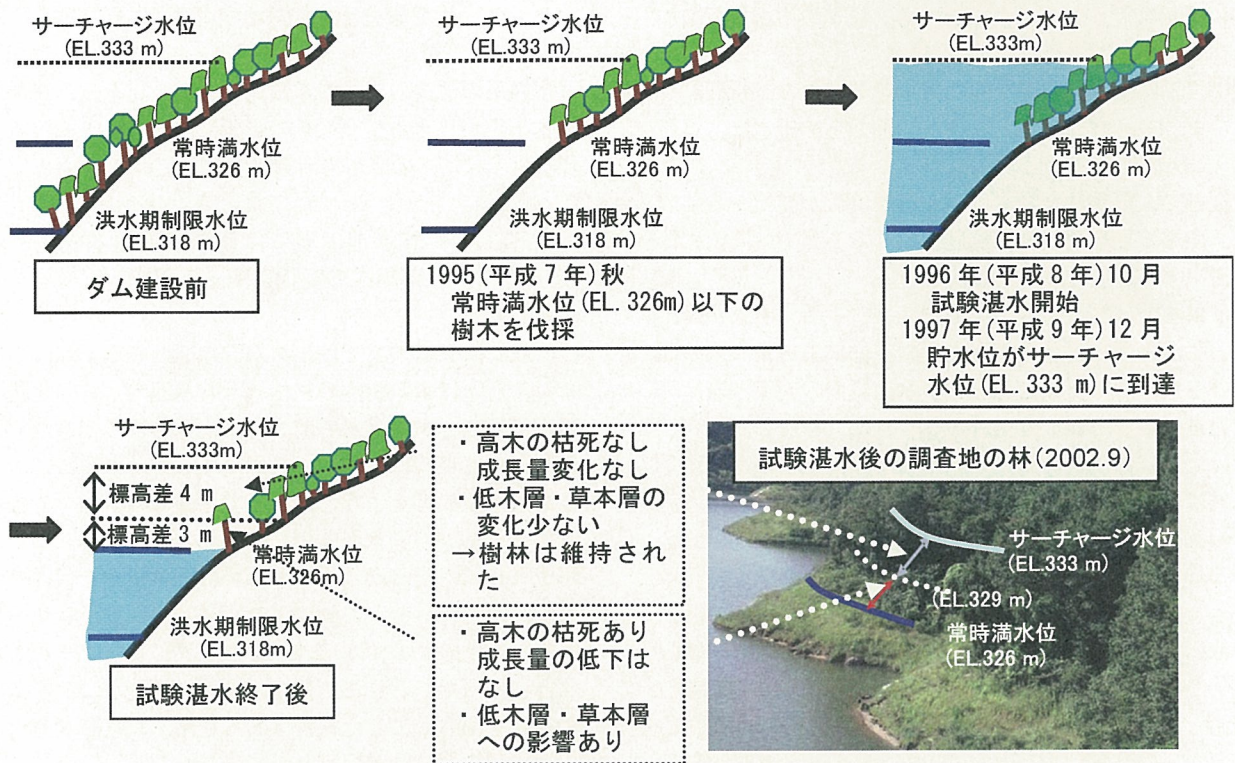 サーチャージ水位
(EL.333 m)
常時満水位
(EL.326 m)
洪水期制限水位
(EL.318 m)
ダム建設前
サーチャージ水位
(EL.333 m)
常時満水位
(EL.326 m)
洪水期制限水位
(EL.318 m)
1995(平成7年)秋
常時満水位(EL.326m)以下の
樹木を伐採
サーチャージ水位
(EL.333m)
常時満水位
(EL.326 m)
洪水期制限水位
(EL.318 m)
1996年(平成8年)10月
試験湛水開始
1997年(平成9年)12月
貯水位がサーチャージ
水位(EL.333 m)に到達
サーチャージ水位
(EL.333m)
標高差4 m
標高差3 m
常時満水位
(EL.326m)
洪水期制限水位
(EL.318m)
試験湛水終了後
・高木の枯死なし
成長量変化なし
・低木層・草本層の
変化少ない
→樹林は維持され
た
・高木の枯死あり
成長量の低下は
なし
・低木層・草本層
への影響あり
試験湛水後の調査地の林(2002.9)
サーチャージ水位
(EL.333 m)
(EL.329 m)
常時満水位
(EL.326 m)